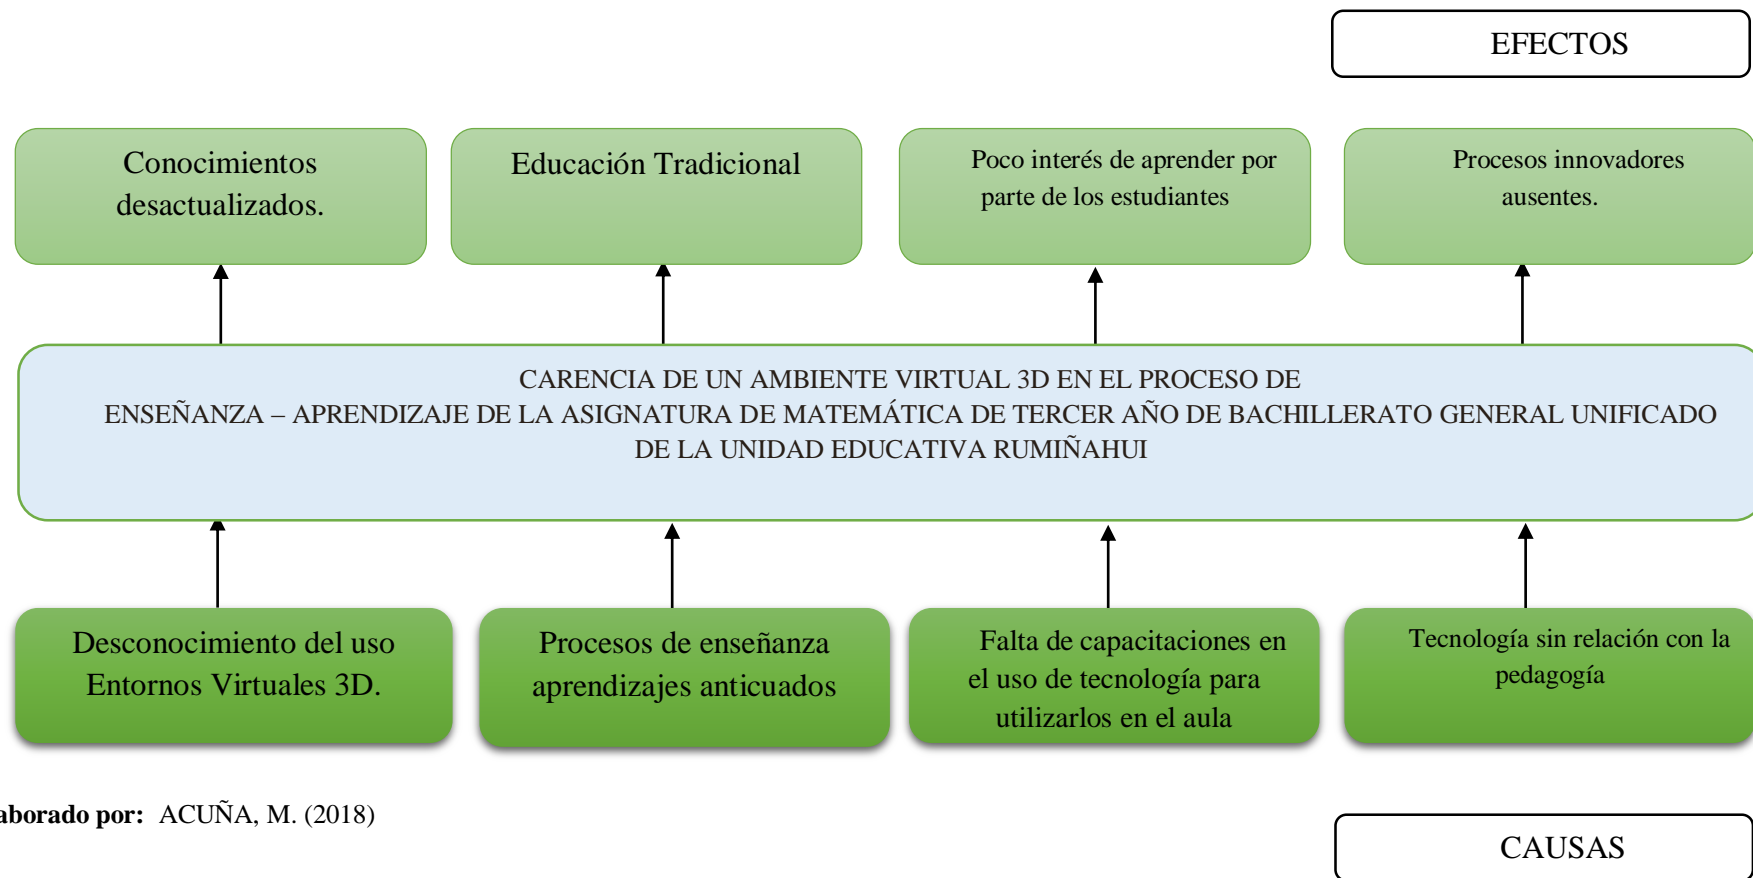 EFECTOS
Conocimientos
desactualizados.
Educación Tradicional
Poco interés de aprender por
parte de los estudiantes
Procesos innovadores
ausentes.
CARENCIA DE UN AMBIENTE VIRTUAL 3D EN EL PROCESO DE
ENSEÑANZA – APRENDIZAJE DE LA ASIGNATURA DE MATEMÁTICA DE TERCER AÑO DE BACHILLERATO GENERAL UNIFICADO
DE LA UNIDAD EDUCATIVA RUMIÑAHUI
Desconocimiento del uso
Entornos Virtuales 3D.
Procesos de enseñanza
aprendizajes anticuados
Falta de capacitaciones en
el uso de tecnología para
utilizarlos en el aula
Tecnología sin relación con la
pedagogía
aborado por: ACUÑA, M. (2018)
CAUSAS